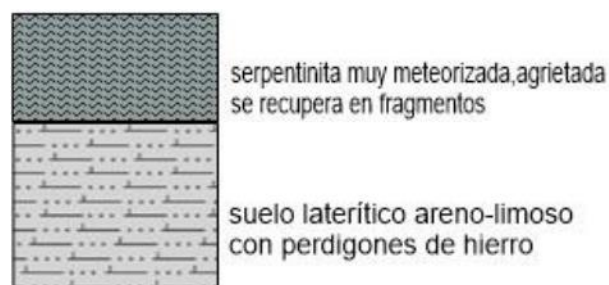 serpentinita muy meteorizada,agrietada
se recupera en fragmentos
suelo laterítico areno-limoso
con perdigones de hierro